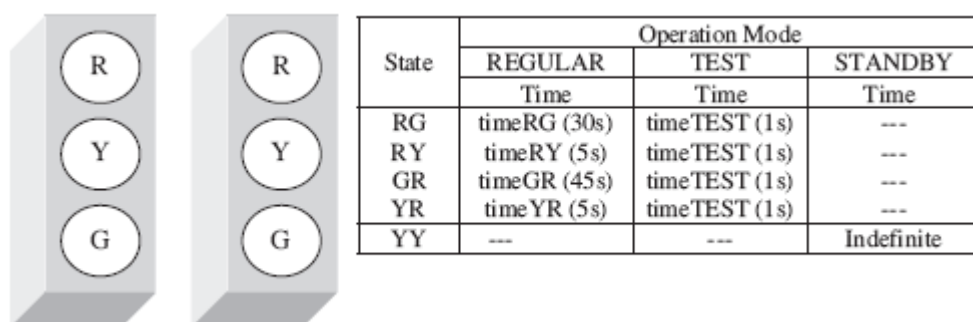 R R
Y Y
G G
State Operation Mode
REGULAR TEST STANDBY
Time Time Time
RG timeRG (30s) timeTEST (1s) ---
RY timeRY (5s) timeTEST (1s) ---
GR timeGR (45s) timeTEST (1s) ---
YR timeYR (5s) timeTEST (1s) ---
YY --- --- Indefinite